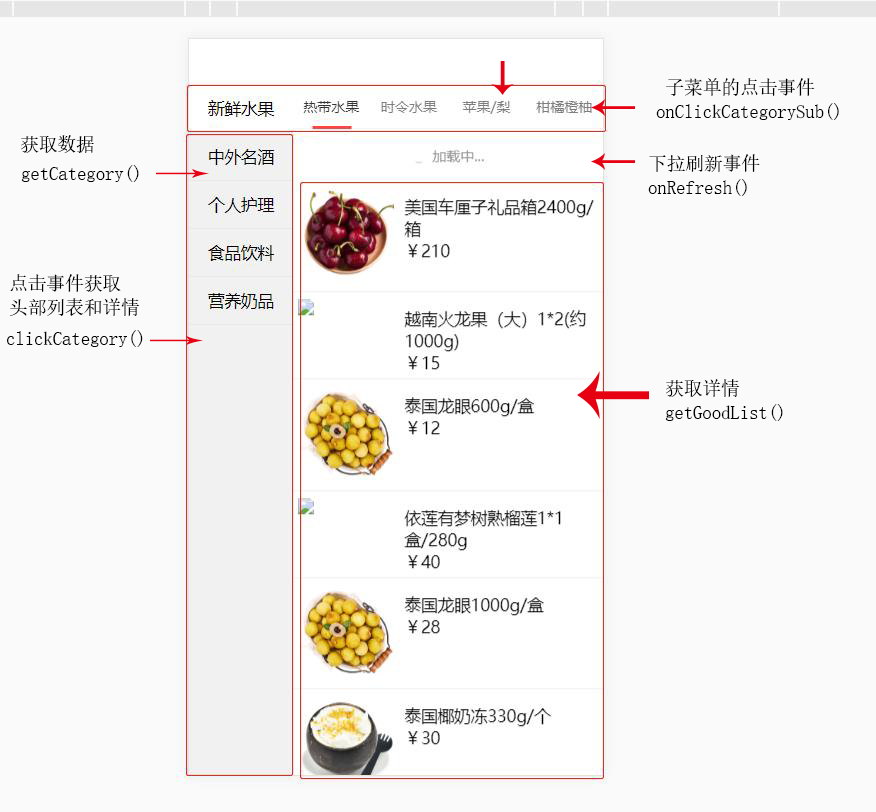 子菜单的点击事件
onClickCategorySub()
新鲜水果 热带水果 时令水果 苹果/梨 柑橘橙柚
获取数据
getCategory()
中外名酒
加载中...
下拉刷新事件
onRefresh()
个人护理
食品饮料
营养奶品
点击事件获取
头部列表和详情
clickCategory()
美国车厘子礼品箱2400g/
箱
￥210
越南火龙果（大）1*2(约
1000g)
￥15
泰国龙眼600g/盒
￥12
获取详情
getGoodList()
依莲有梦树熟榴莲1*1
盒/280g
￥40
泰国龙眼1000g/盒
￥28
泰国椰奶冻330g/个
￥30